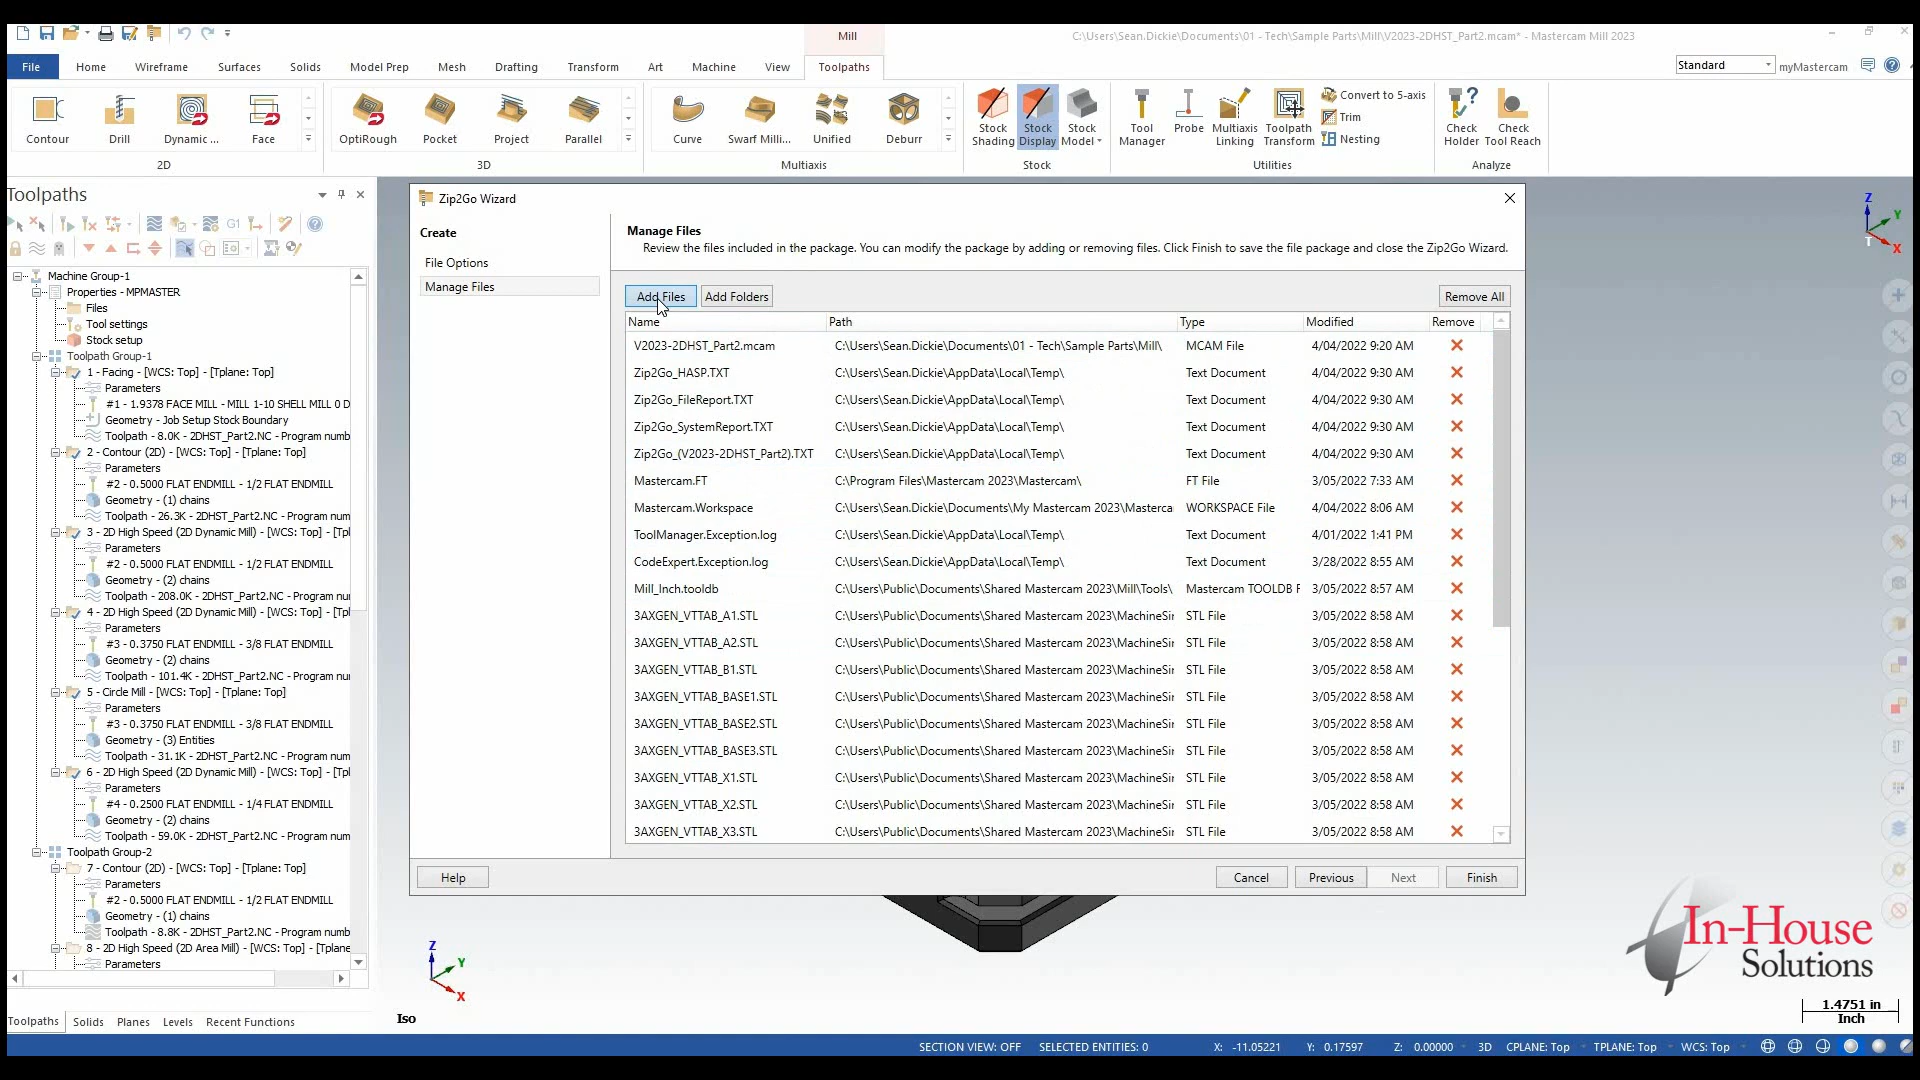 Mill
C:\Users\Sean.Dickie\Documents\01 - Tech\Sample Parts\Mill\V2023-2DHST_Part2.mcam* - Mastercam Mill 2023
File Home Wireframe Surfaces Solids Model Prep Mesh Drafting Transform Art Machine View Toolpaths
Standard myMastercam
Contour Drill Dynamic ... Face
2D
OptiRough Pocket Project Parallel
3D
Curve Swarf Milli... Unified Deburr
Multiaxis
Stock Shading Stock Display Stock Model
Stock
Tool Manager Probe Multiaxis Linking Toolpath Transform
Convert to 5-axis
Trim
Nesting
Utilities
Check Holder Check Tool Reach
Analyze
Toolpaths
G1
Machine Group-1
Properties - MPMASTER
Files
Tool settings
Stock setup
Toolpath Group-1
1 - Facing - [WCS: Top] - [Tplane: Top]
Parameters
#1 - 1.9378 FACE MILL - MILL 1-10 SHELL MILL 0 D
Geometry - Job Setup Stock Boundary
Toolpath - 8.0K - 2DHST_Part2.NC - Program numb
2 - Contour (2D) - [WCS: Top] - [Tplane: Top]
Parameters
#2 - 0.5000 FLAT ENDMILL - 1/2 FLAT ENDMILL
Geometry - (1) chains
Toolpath - 26.3K - 2DHST_Part2.NC - Program num
3 - 2D High Speed (2D Dynamic Mill) - [WCS: Top] - [Tpl
Parameters
#2 - 0.5000 FLAT ENDMILL - 1/2 FLAT ENDMILL
Geometry - (2) chains
Toolpath - 208.0K - 2DHST_Part2.NC - Program nu
4 - 2D High Speed (2D Dynamic Mill) - [WCS: Top] - [Tpl
Parameters
#3 - 0.3750 FLAT ENDMILL - 3/8 FLAT ENDMILL
Geometry - (2) chains
Toolpath - 101.4K - 2DHST_Part2.NC - Program nu
5 - Circle Mill - [WCS: Top] - [Tplane: Top]
Parameters
#3 - 0.3750 FLAT ENDMILL - 3/8 FLAT ENDMILL
Geometry - (3) Entities
Toolpath - 31.1K - 2DHST_Part2.NC - Program num
6 - 2D High Speed (2D Dynamic Mill) - [WCS: Top] - [Tpl
Parameters
#4 - 0.2500 FLAT ENDMILL - 1/4 FLAT ENDMILL
Geometry - (2) chains
Toolpath - 59.0K - 2DHST_Part2.NC - Program num
Toolpath Group-2
7 - Contour (2D) - [WCS: Top] - [Tplane: Top]
Parameters
#2 - 0.5000 FLAT ENDMILL - 1/2 FLAT ENDMILL
Geometry - (1) chains
Toolpath - 8.8K - 2DHST_Part2.NC - Program numb
8 - 2D High Speed (2D Area Mill) - [WCS: Top] - [Tplane
Parameters
Toolpaths Solids Planes Levels Recent Functions
Zip2Go Wizard
Create
File Options
Manage Files
Manage Files
Review the files included in the package. You can modify the package by adding or removing files. Click Finish to save the file package and close the Zip2Go Wizard.
Add Files Add Folders Remove All
Name Path Type Modified Remove
V2023-2DHST_Part2.mcam C:\Users\Sean.Dickie\Documents\01 - Tech\Sample Parts\Mill\ MCAM File 4/04/2022 9:20 AM
Zip2Go_HASP.TXT C:\Users\Sean.Dickie\AppData\Local\Temp\ Text Document 4/04/2022 9:30 AM
Zip2Go_FileReport.TXT C:\Users\Sean.Dickie\AppData\Local\Temp\ Text Document 4/04/2022 9:30 AM
Zip2Go_SystemReport.TXT C:\Users\Sean.Dickie\AppData\Local\Temp\ Text Document 4/04/2022 9:30 AM
Zip2Go_(V2023-2DHST_Part2).TXT C:\Users\Sean.Dickie\AppData\Local\Temp\ Text Document 4/04/2022 9:30 AM
Mastercam.FT C:\Program Files\Mastercam 2023\Mastercam\ FT File 3/05/2022 7:33 AM
Mastercam.Workspace C:\Users\Sean.Dickie\Documents\My Mastercam 2023\Masterca WORKSPACE File 4/04/2022 8:06 AM
ToolManager.Exception.log C:\Users\Sean.Dickie\AppData\Local\Temp\ Text Document 4/01/2022 1:41 PM
CodeExpert.Exception.log C:\Users\Sean.Dickie\AppData\Local\Temp\ Text Document 3/28/2022 8:55 AM
Mill_Inch.tooldb C:\Users\Public\Documents\Shared Mastercam 2023\Mill\Tools\ Mastercam TOOLDB F 3/05/2022 8:57 AM
3AXGEN_VTTAB_A1.STL C:\Users\Public\Documents\Shared Mastercam 2023\MachineSir STL File 3/05/2022 8:58 AM
3AXGEN_VTTAB_A2.STL C:\Users\Public\Documents\Shared Mastercam 2023\MachineSir STL File 3/05/2022 8:58 AM
3AXGEN_VTTAB_B1.STL C:\Users\Public\Documents\Shared Mastercam 2023\MachineSir STL File 3/05/2022 8:58 AM
3AXGEN_VTTAB_BASE1.STL C:\Users\Public\Documents\Shared Mastercam 2023\MachineSir STL File 3/05/2022 8:58 AM
3AXGEN_VTTAB_BASE2.STL C:\Users\Public\Documents\Shared Mastercam 2023\MachineSir STL File 3/05/2022 8:58 AM
3AXGEN_VTTAB_BASE3.STL C:\Users\Public\Documents\Shared Mastercam 2023\MachineSir STL File 3/05/2022 8:58 AM
3AXGEN_VTTAB_X1.STL C:\Users\Public\Documents\Shared Mastercam 2023\MachineSir STL File 3/05/2022 8:58 AM
3AXGEN_VTTAB_X2.STL C:\Users\Public\Documents\Shared Mastercam 2023\MachineSir STL File 3/05/2022 8:58 AM
3AXGEN_VTTAB_X3.STL C:\Users\Public\Documents\Shared Mastercam 2023\MachineSir STL File 3/05/2022 8:58 AM
Help Cancel Previous Next Finish
Z
Y
T
X
Z
Y
X
Iso
In-House
Solutions
1.4751 in
Inch
SECTION VIEW: OFF SELECTED ENTITIES: 0 X: -11.05221 Y: 0.17597 Z: 0.00000 3D CPLANE: Top TPLANE: Top WCS: Top